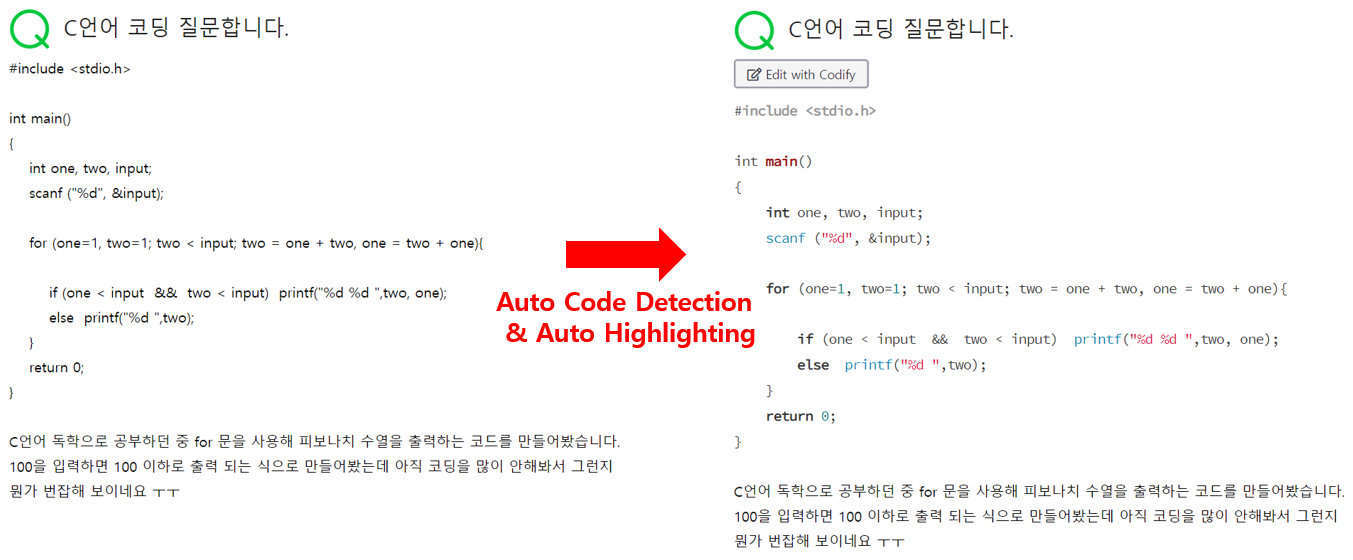 C언어 코딩 질문합니다.
#include <stdio.h>
int main()
{
int one, two, input;
scanf ("%d", &input);
for (one=1, two=1; two < input; two = one + two, one = two + one){
if (one < input  &&  two < input)  printf("%d %d ",two, one);
else  printf("%d ",two);
}
return 0;
}
C언어 독학으로 공부하던 중 for 문을 사용해 피보나치 수열을 출력하는 코드를 만들어봤습니다.
100을 입력하면 100 이하로 출력 되는 식으로 만들어봤는데 아직 코딩을 많이 안해봐서 그런지
뭔가 번잡해 보이네요 ㅜㅜ
Auto Code Detection
& Auto Highlighting
C언어 코딩 질문합니다.
Edit with Codify
#include <stdio.h>
int main()
{
int one, two, input;
scanf ("%d", &input);
for (one=1, two=1; two < input; two = one + two, one = two + one){
if (one < input  &&  two < input)  printf("%d %d ",two, one);
else  printf("%d ",two);
}
return 0;
}
C언어 독학으로 공부하던 중 for 문을 사용해 피보나치 수열을 출력하는 코드를 만들어봤습니다.
100을 입력하면 100 이하로 출력 되는 식으로 만들어봤는데 아직 코딩을 많이 안해봐서 그런지
뭔가 번잡해 보이네요 ㅜㅜ